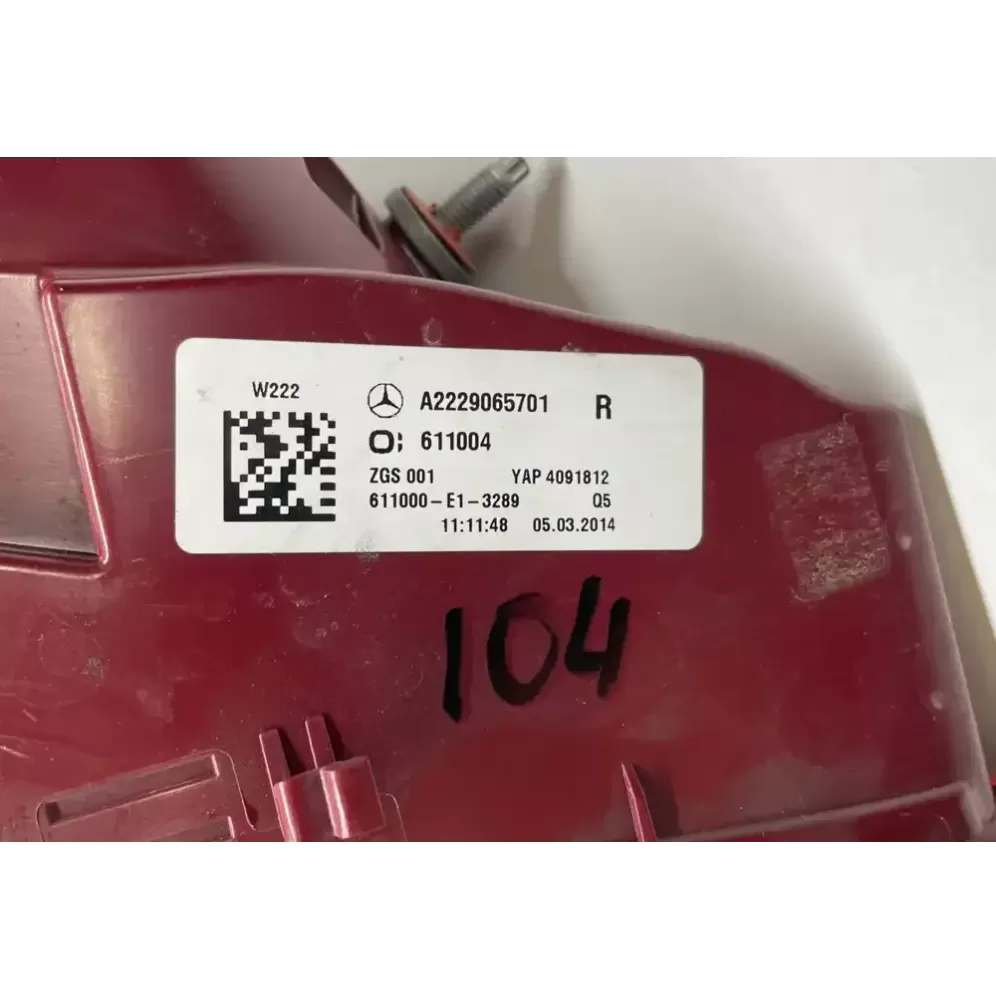 W222
A2229065701 R
O; 611004
ZGS 001 YAP 4091812
611000-E1-3289 Q5
11:11:48 05.03.2014
104